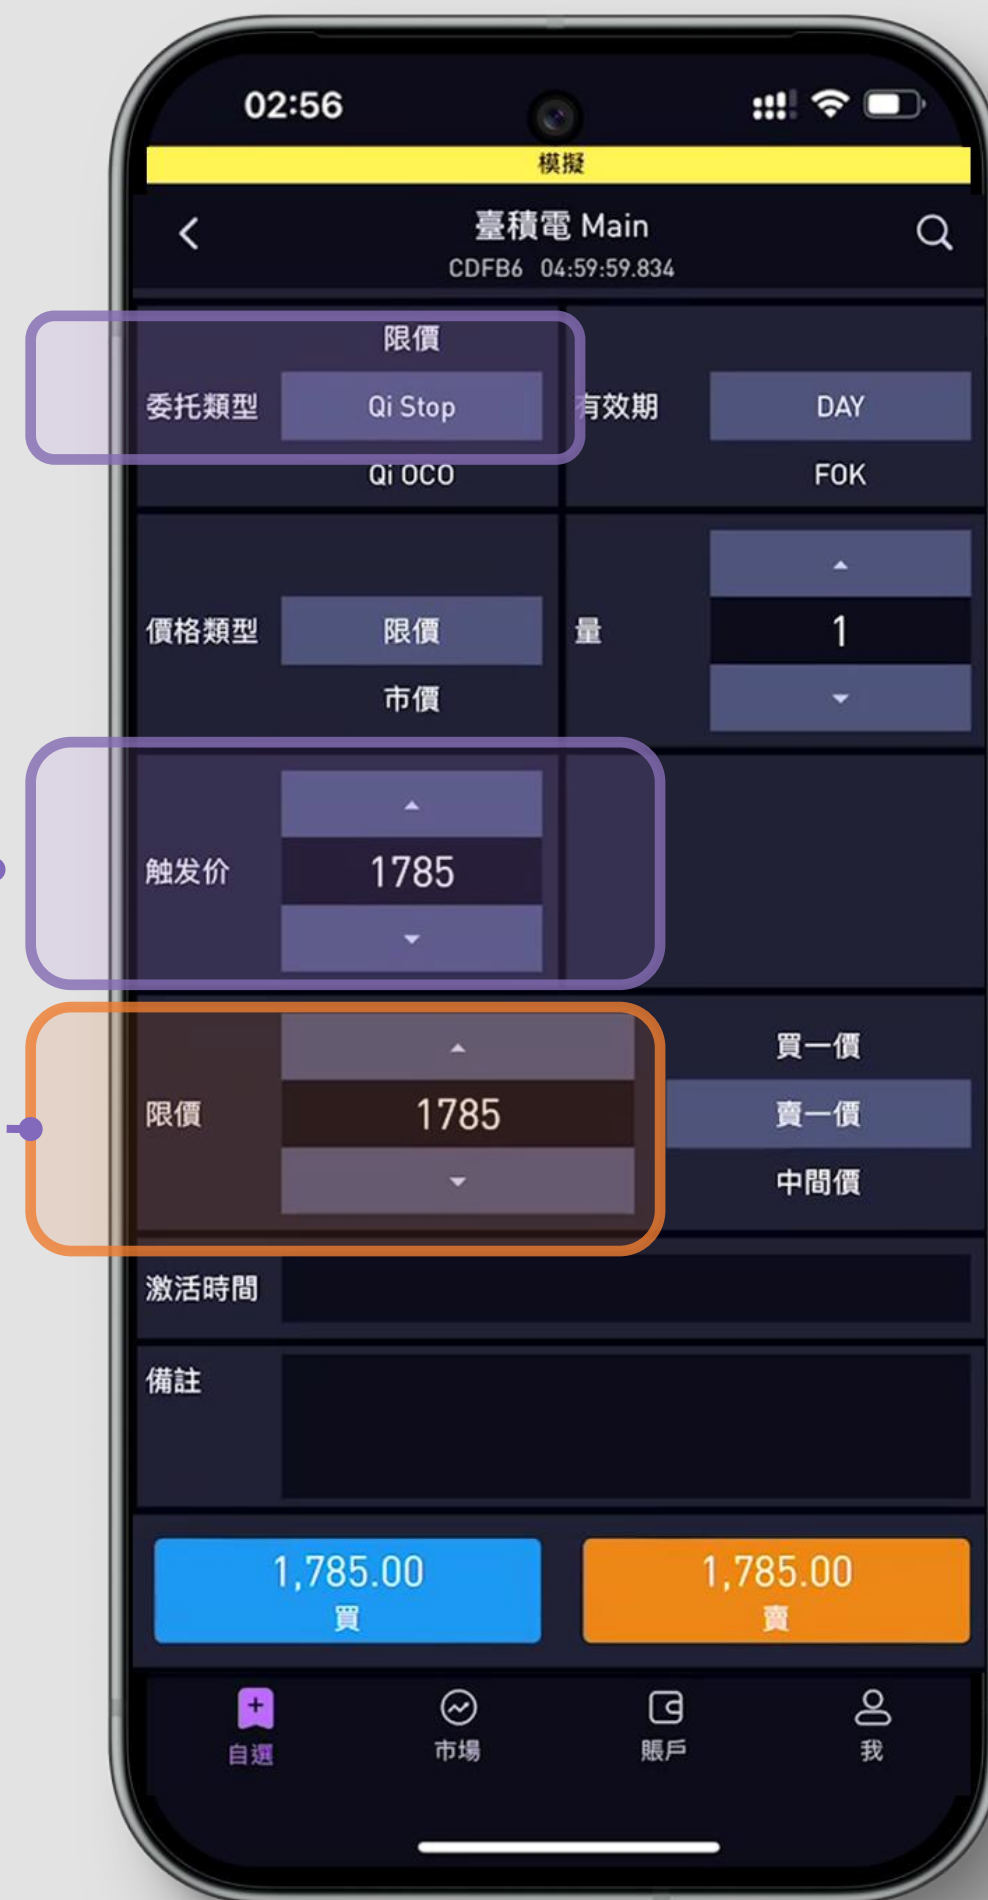 02:56
模擬
臺積電 Main
CDFB6 04:59:59.834
限價
委托類型 Qi Stop 有效期 DAY
Qi OCO FOK
價格類型 限價 量 1
市價
触发价 1785
買一價
限價 1785 賣一價
中間價
激活時間
備註
1,785.00 1,785.00
買 賣
自選 市場 賬戶 我